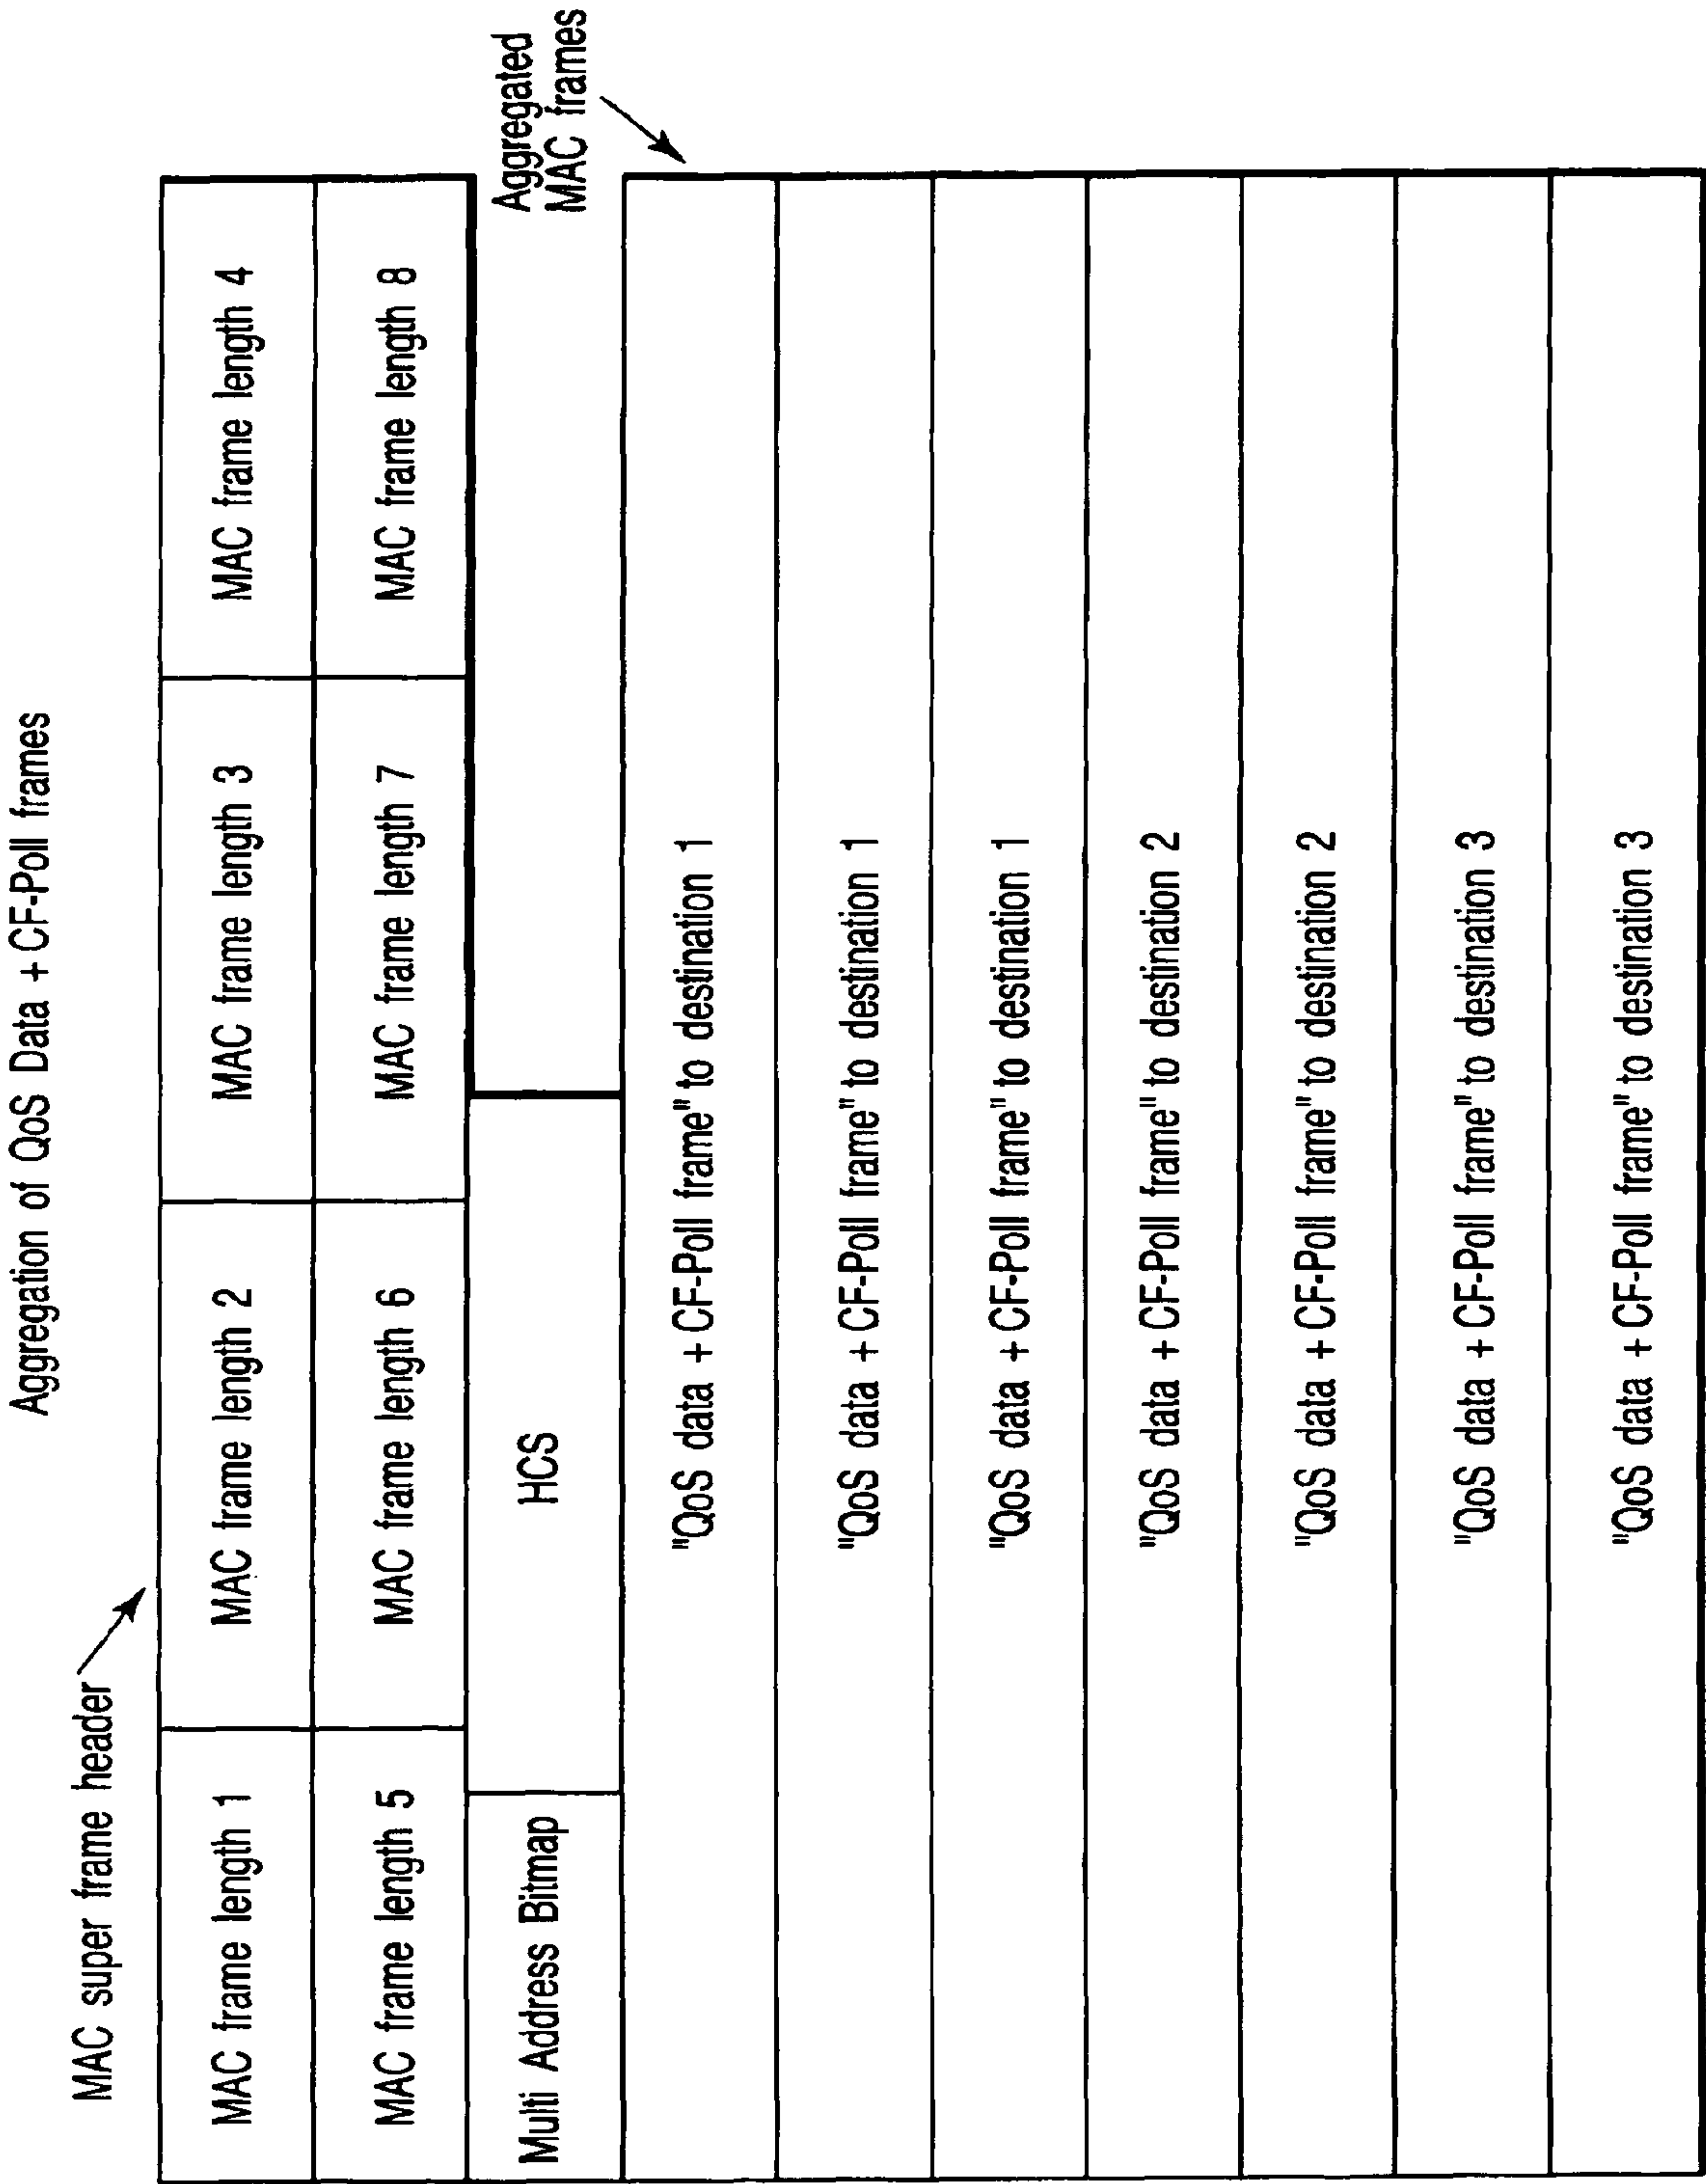 Aggregation of QoS Data + CF-Poll frames
MAC super frame header
MAC frame length 1
MAC frame length 2
MAC frame length 3
MAC frame length 4
MAC frame length 5
MAC frame length 6
MAC frame length 7
MAC frame length 8
Multi Address Bitmap
HCS
Aggregated
MAC frames
"QoS data + CF-Poll frame" to destination 1
"QoS data + CF-Poll frame" to destination 1
"QoS data + CF-Poll frame" to destination 1
"QoS data + CF-Poll frame" to destination 2
"QoS data + CF-Poll frame" to destination 2
"QoS data + CF-Poll frame" to destination 3
"QoS data + CF-Poll frame" to destination 3